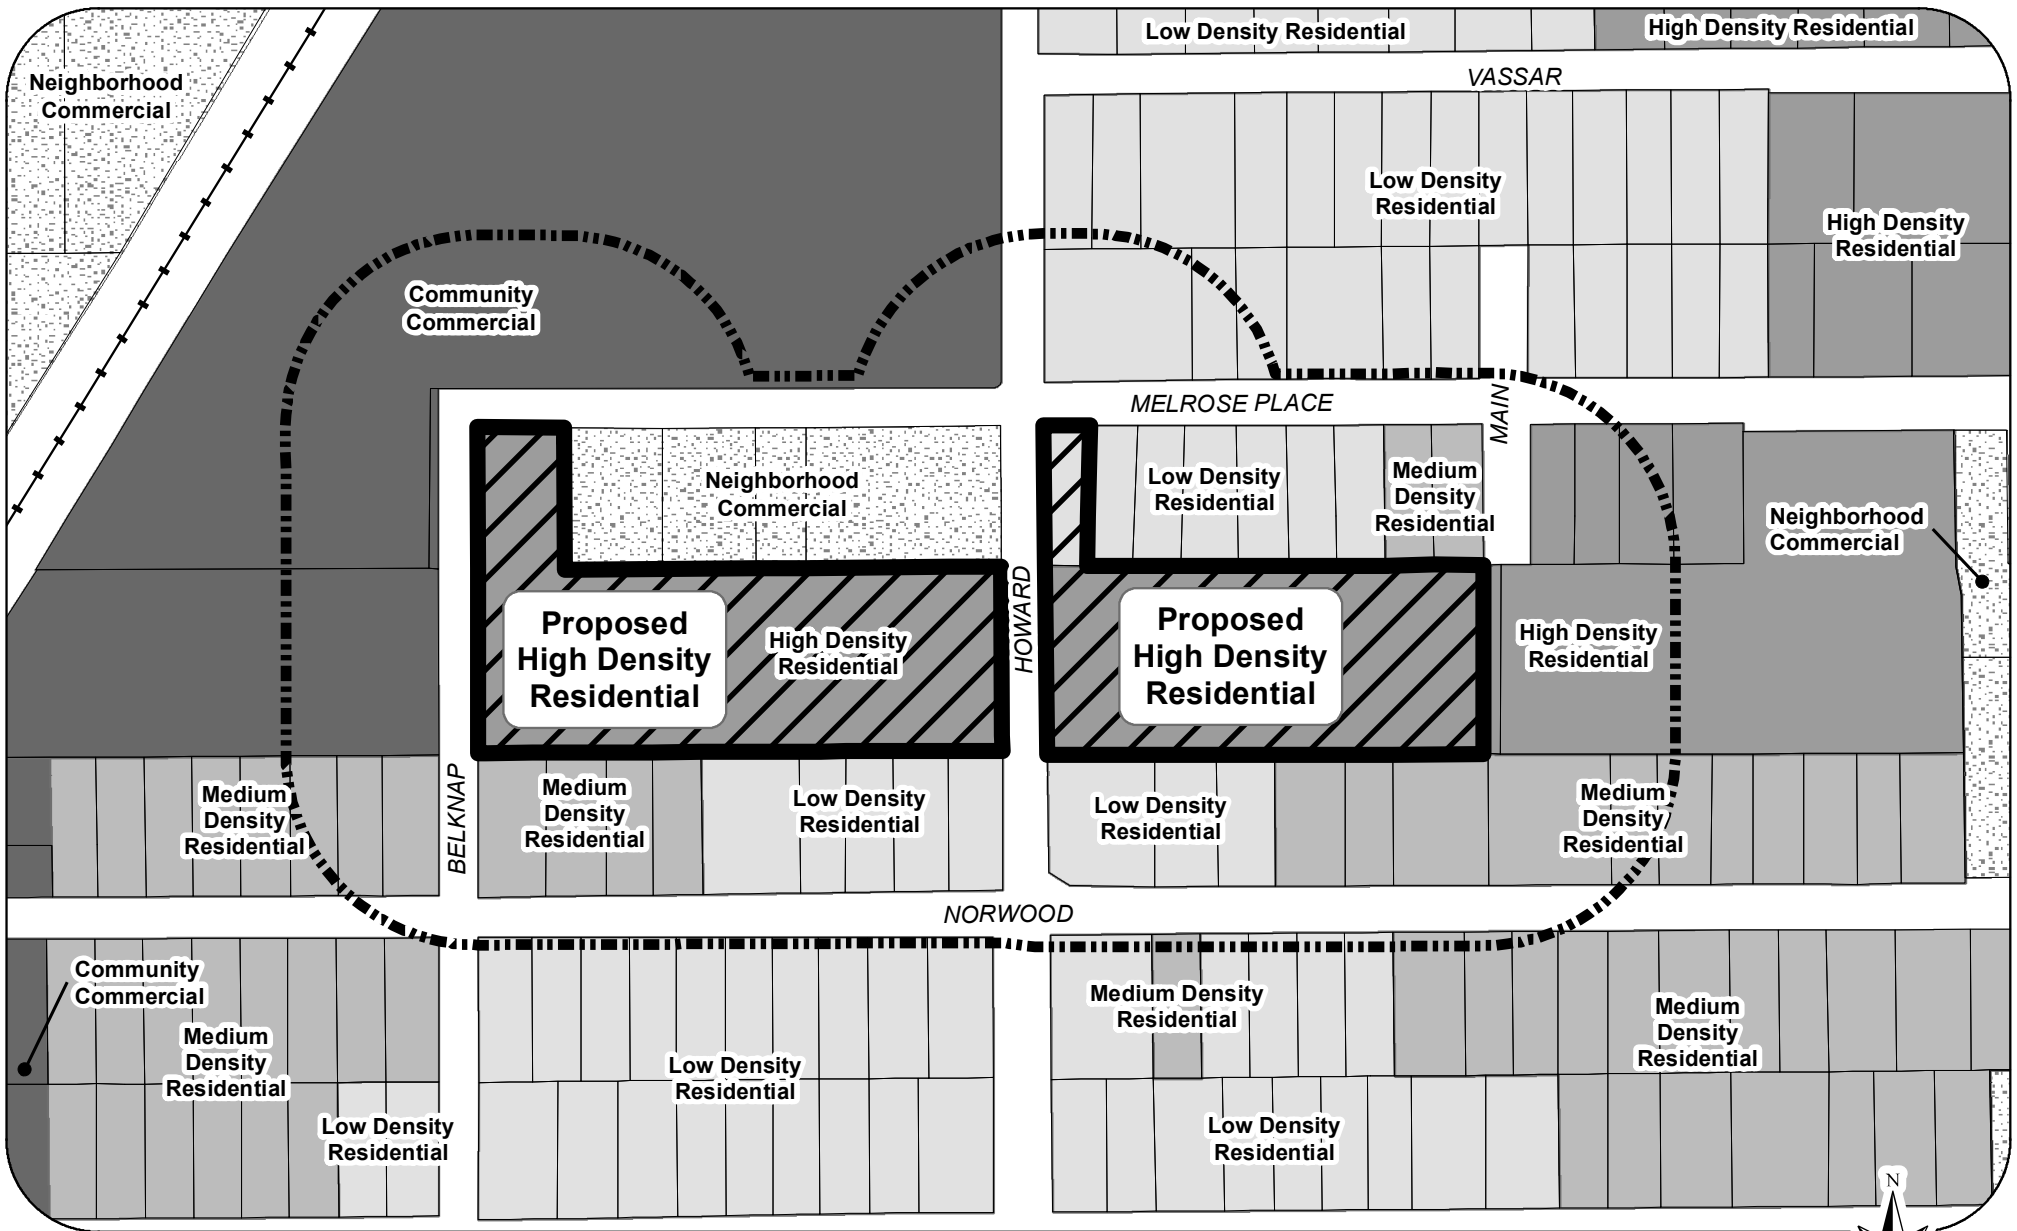 Low Density Residential
High Density Residential
VASSAR
Neighborhood
Commercial
Low Density
Residential
High Density
Residential
Community
Commercial
MELROSE PLACE
MAIN
Neighborhood
Commercial
Low Density
Residential
Medium
Density
Residential
Neighborhood
Commercial
HOWARD
Proposed
High Density
Residential
High Density
Residential
Proposed
High Density
Residential
High Density
Residential
BELKNAP
Medium
Density
Residential
Medium
Density
Residential
Low Density
Residential
Low Density
Residential
Medium
Density
Residential
NORWOOD
Community
Commercial
Medium
Density
Residential
Low Density
Residential
Low Density
Residential
Medium Density
Residential
Low Density
Residential
Medium
Density
Residential
N